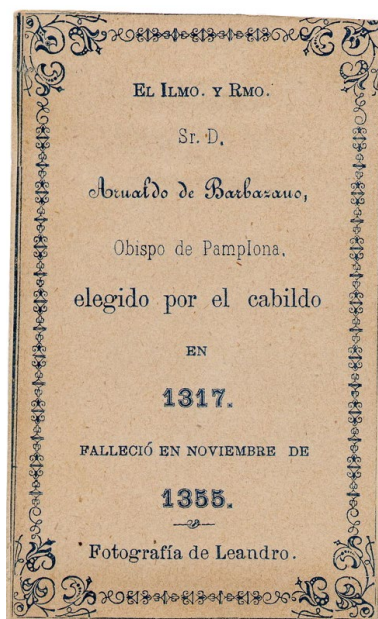 El Ilmo. y Rmo.
Sr. D.
Arnaldo de Barbazano,
Obispo de Pamplona,
elegido por el cabildo
EN
1317.
FALLECIÓ EN NOVIEMBRE DE
1355.
Fotografía de Leandro.